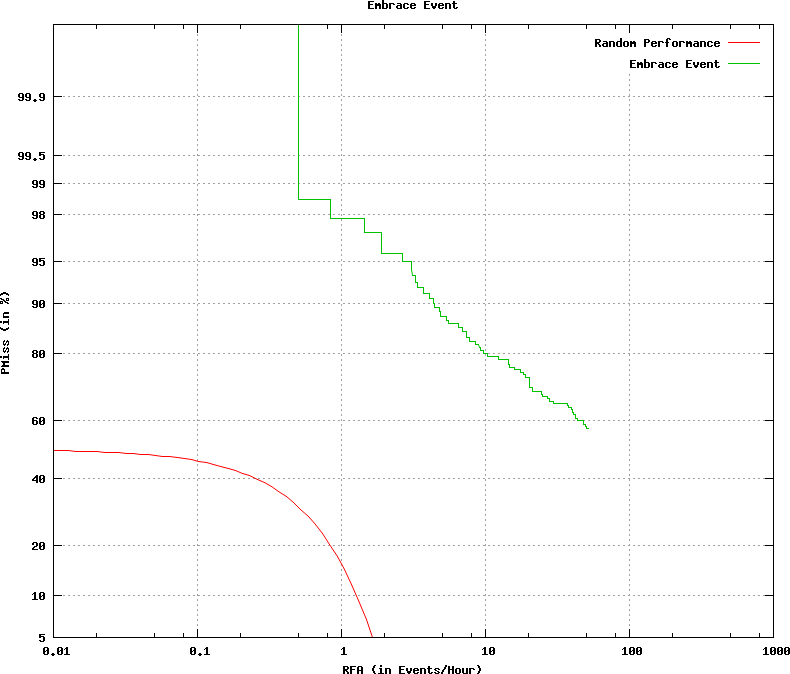 Embrace Event
Random Performance
Embrace Event
99.9
99.5
99
98
95
90
80
60
40
20
10
5
PMiss (in %)
0.01 0.1 1 10 100 1000
RFA (in Events/Hour)